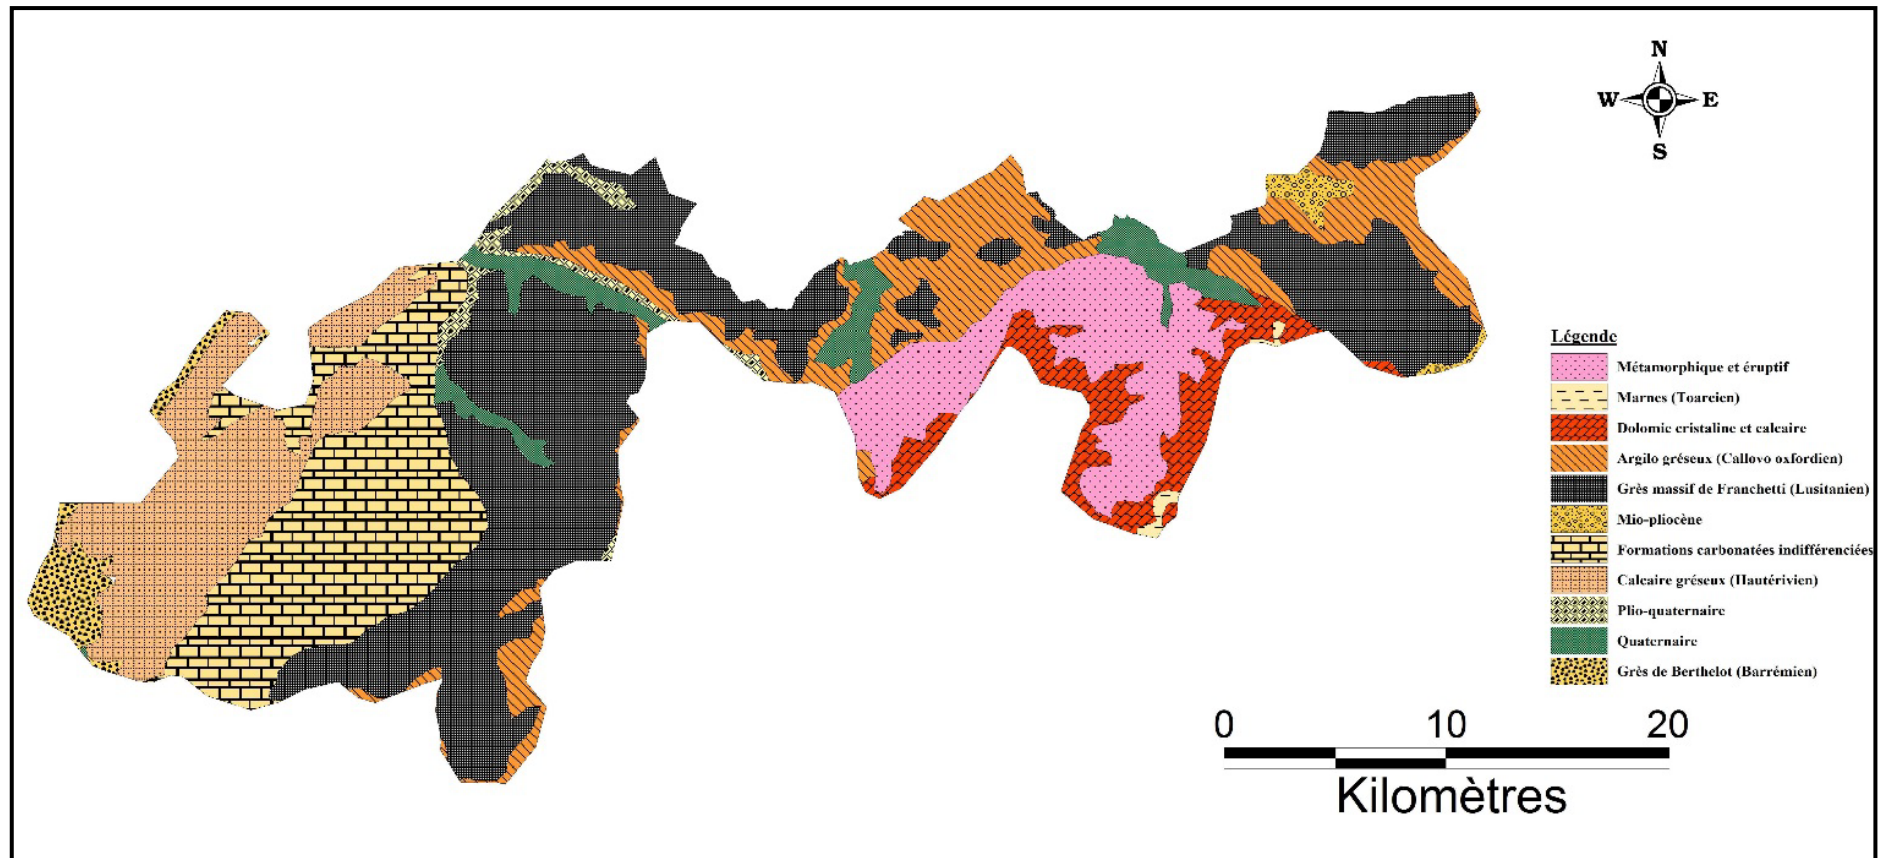 N
W E
S
Légende
Métamorphique et éruptif
Marnes (Toarcien)
Dolomie cristaline et calcaire
Argilo gréseux (Callovo oxfordien)
Grès massif de Franchetti (Lusitanien)
Mio-pliocène
Formations carbonatées indifférenciées
Calcaire gréseux (Hautérivien)
Plio-quaternaire
Quaternaire
Grès de Berthelot (Barrémien)
0 10 20
Kilomètres